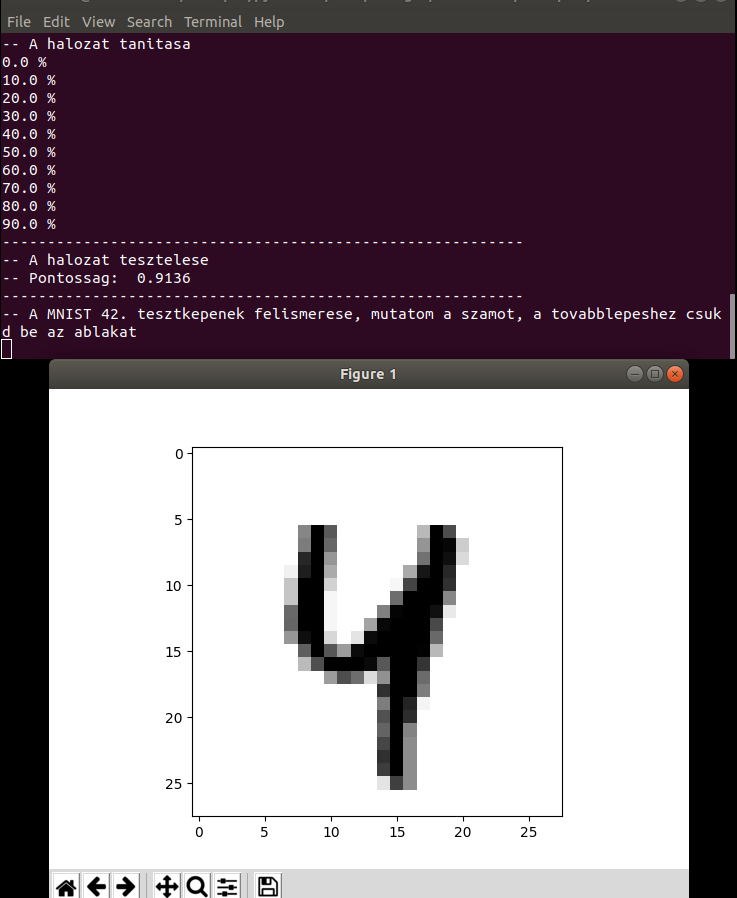 File Edit View Search Terminal Help
-- A halozat tanitasa
0.0 %
10.0 %
20.0 %
30.0 %
40.0 %
50.0 %
60.0 %
70.0 %
80.0 %
90.0 %
----------------------------------------------------------
-- A halozat tesztelese
-- Pontossag:  0.9136
----------------------------------------------------------
-- A MNIST 42. tesztkepenek felismerese, mutatom a szamot, a tovabblepeshez csuk
d be az ablakat
Figure 1
0
5
10
15
20
25
4
0 5 10 15 20 25